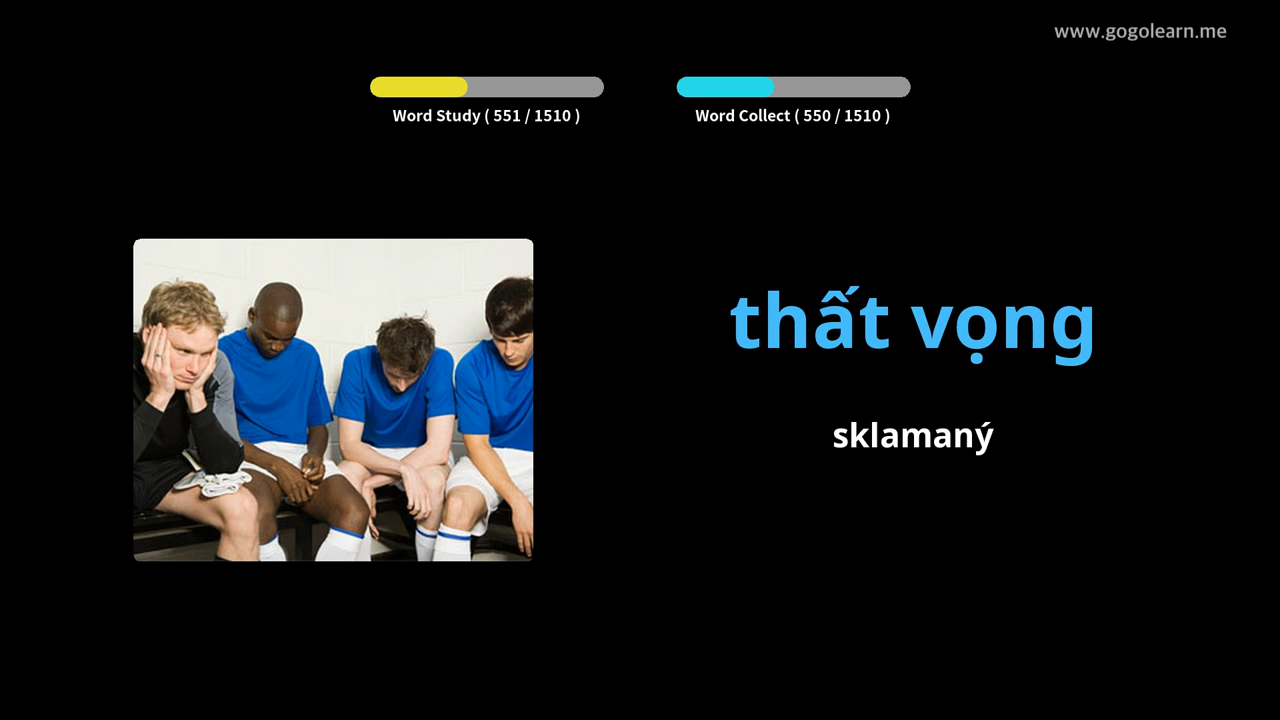 www.gogolearn.me
Word Study ( 551 / 1510 )
Word Collect ( 550 / 1510 )
thất vọng
sklamaný